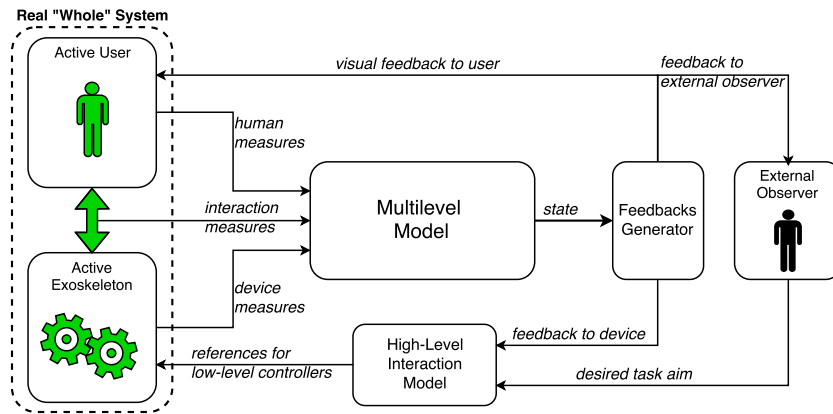 Real "Whole" System
Active User
visual feedback to user
feedback to
external observer
human
measures
Multilevel
Model
interaction
measures
state
Feedbacks
Generator
External
Observer
Active
Exoskeleton
device
measures
feedback to device
High-Level
Interaction
Model
references for
low-level controllers
desired task aim